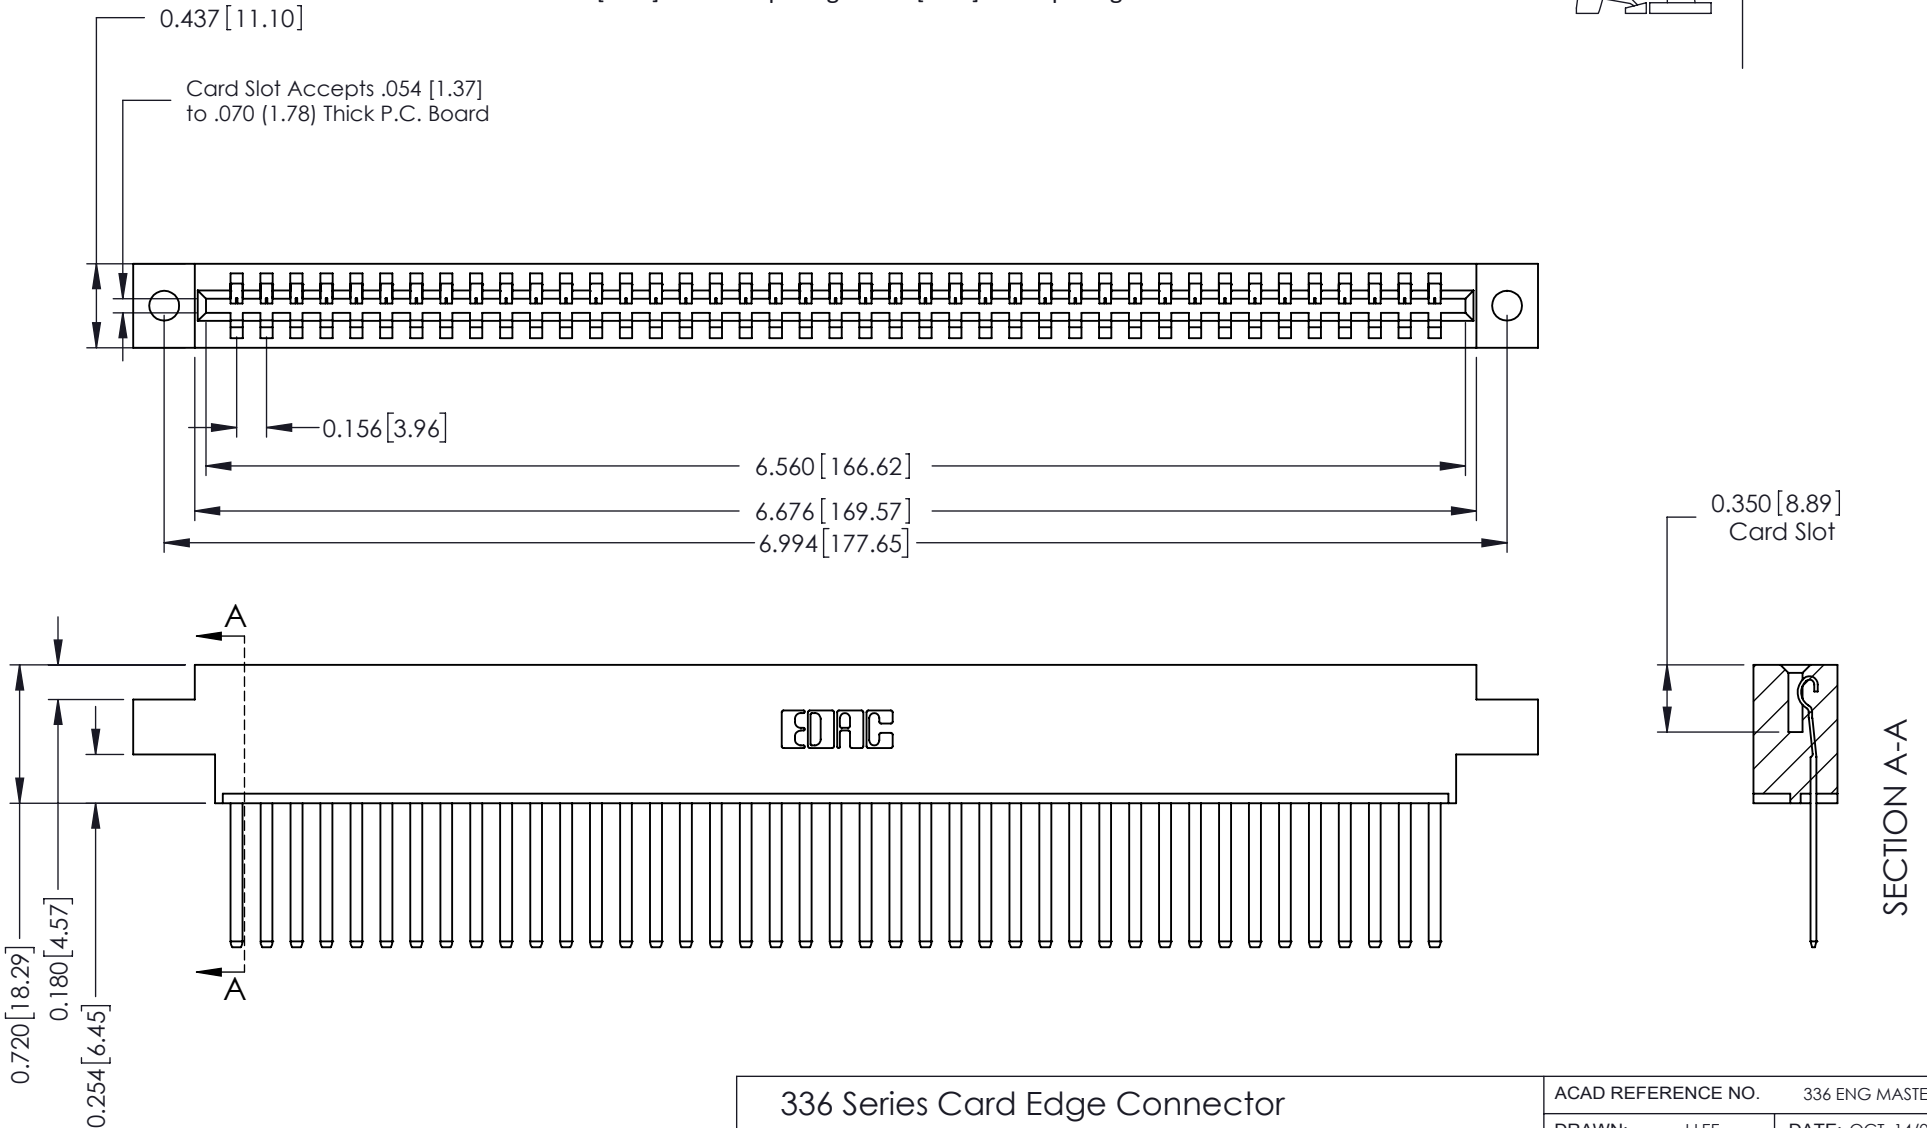 0.437[11.10]
Card Slot Accepts .054 [1.37]
to .070 (1.78) Thick P.C. Board
0.156[3.96]
6.560[166.62]
6.676[169.57]
6.994[177.65]
0.350[8.89]
Card Slot
A
EDAC
A
0.720[18.29]
0.180[4.57]
0.254[6.45]
SECTION A-A
336 Series Card Edge Connector
ACAD REFERENCE NO. 336 ENG MASTE